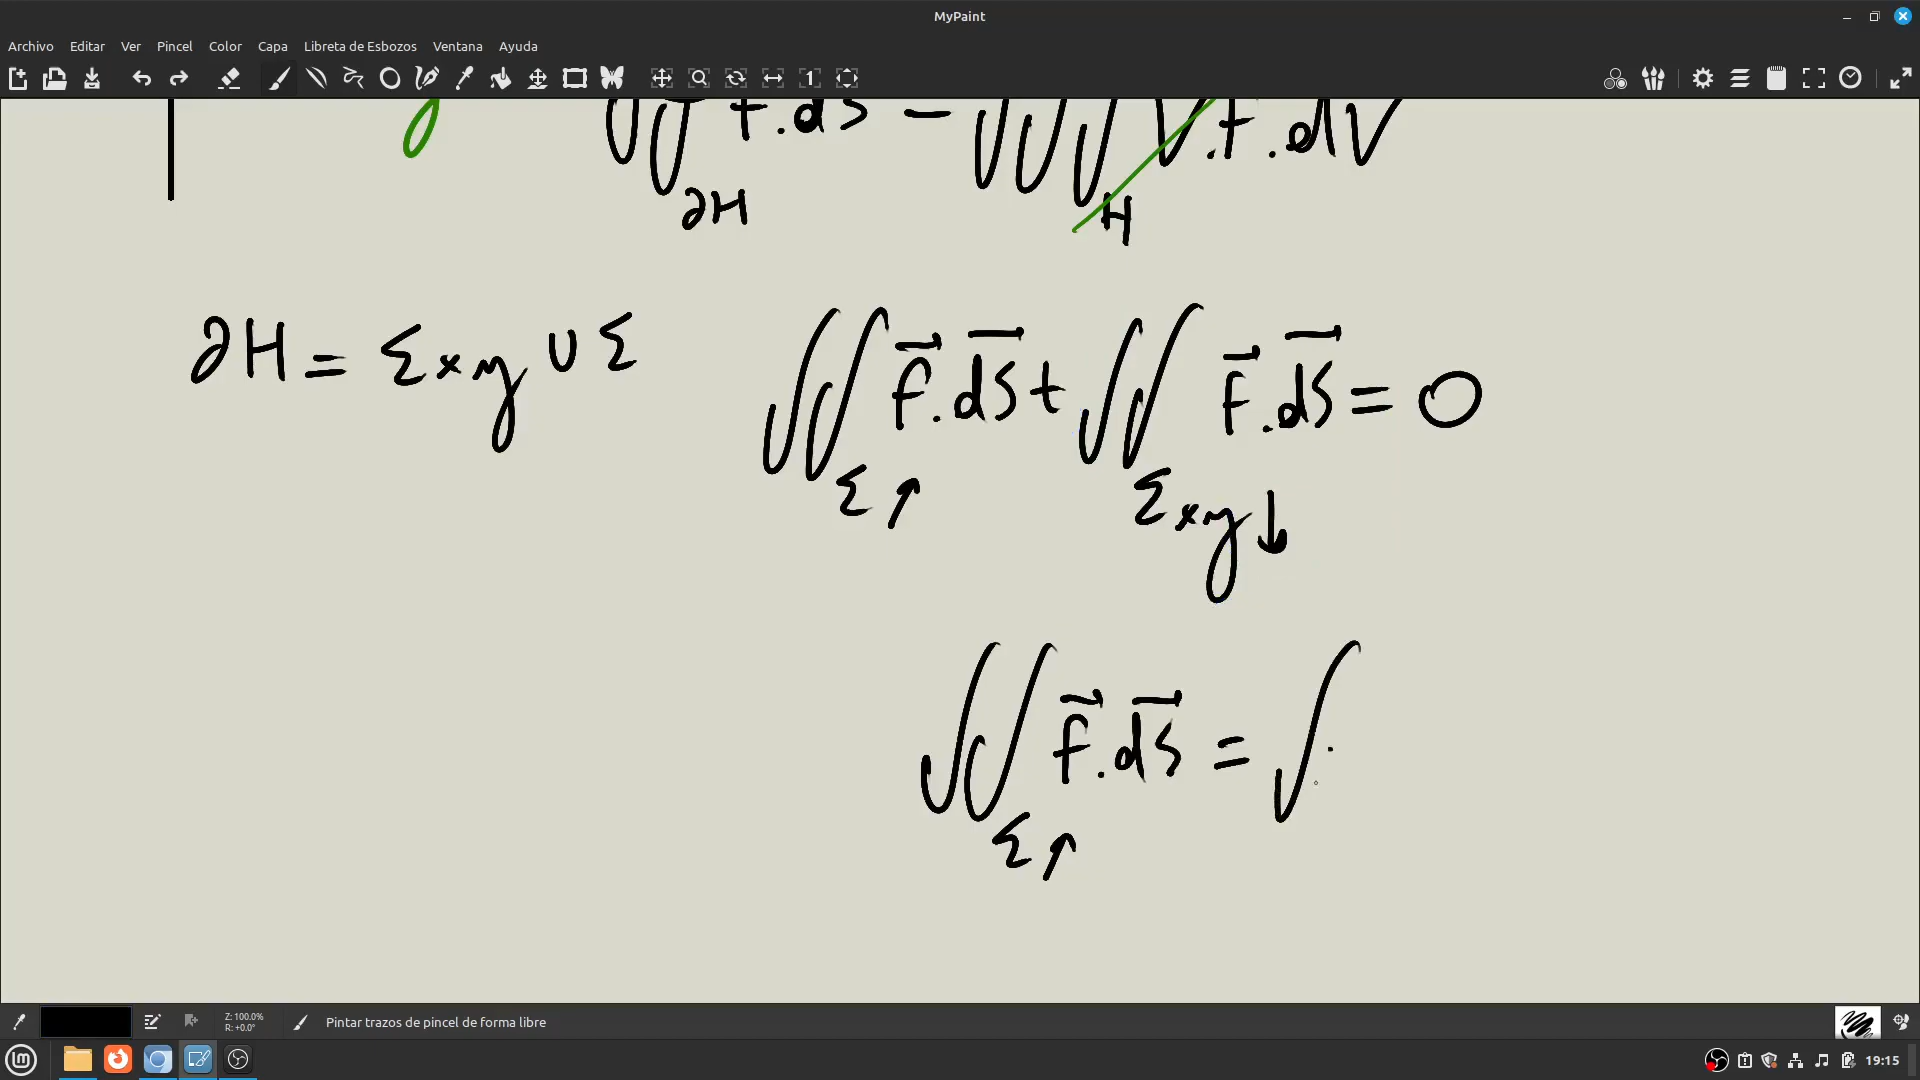 MyPaint
Archivo Editar Ver Pincel Color Capa Libreta de Esbozos Ventana Ayuda
∬ F.dS − ∭ ∇.F.dV
∂H H
∂H = Σxy ∪ Σ
∬ F⃗.dS⃗ + ∬ F⃗.dS⃗ = 0
Σ↑ Σxy↓
∬ F⃗.dS⃗ = ∫
Σ↑
Z: 100.0%
R: +0.0°
Pintar trazos de pincel de forma libre
19:15